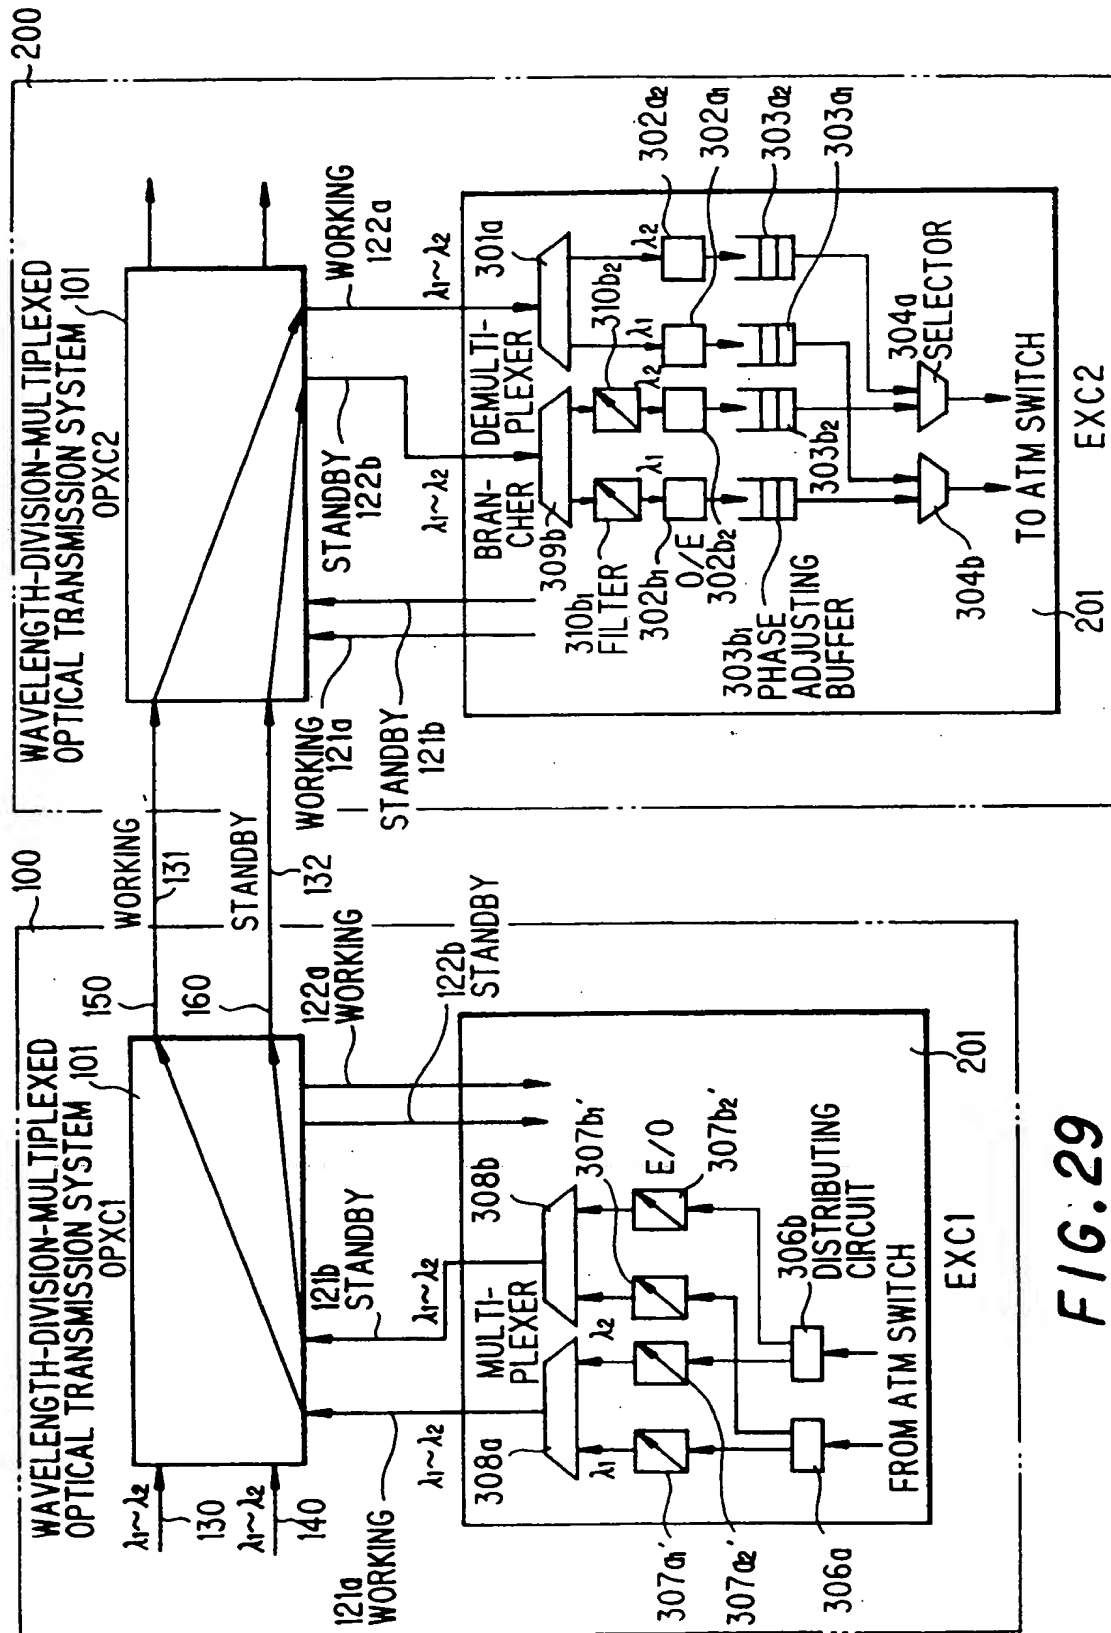 100
WAVELENGTH-DIVISION-MULTIPLEXED
OPTICAL TRANSMISSION SYSTEM 101
OPXC1
λ1~λ2
130
λ1~λ2
140
150
160
WORKING
131
STANDBY
132
121a
WORKING
λ1~λ2
121b
STANDBY
λ1~λ2
122a
WORKING
122b
STANDBY
308a
MULTI-
PLEXER
308b
λ1
λ2
307b1'
E/O
307a1'
307a2'
307b2'
306a
306b
DISTRIBUTING
CIRCUIT
FROM ATM SWITCH
201
EXC1
200
WAVELENGTH-DIVISION-MULTIPLEXED
OPTICAL TRANSMISSION SYSTEM 101
OPXC2
WORKING
121a
STANDBY
121b
STANDBY
122b
WORKING
122a
λ1~λ2
λ1~λ2
309b
BRAN-
CHER
DEMULTI-
PLEXER
301a
310b1
FILTER
310b2
λ1
λ2
λ1
λ2
302b1
O/E
302b2
302a2
302a1
303b1
PHASE
ADJUSTING
BUFFER
303b2
303a2
303a1
304b
304a
SELECTOR
TO ATM SWITCH
201
EXC2
FIG. 29